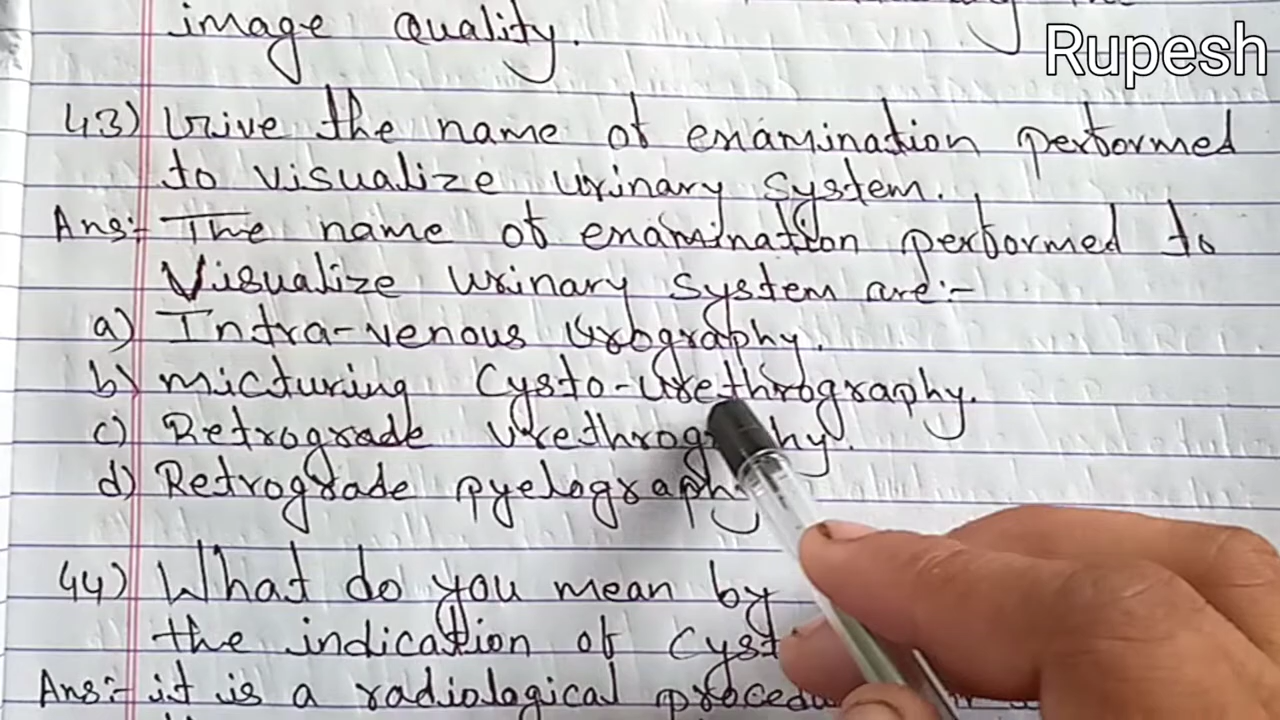 image quality.
Rupesh
43) Give the name of examination performed
to visualize urinary system.
Ans:- The name of examination performed to
Visualize urinary system are:-
a) Intra-venous urography.
b) micturing Cysto-urethrography.
c) Retrograde urethrography.
d) Retrograde pyelography
44) What do you mean by
the indication of
Ans:- it is a radiological